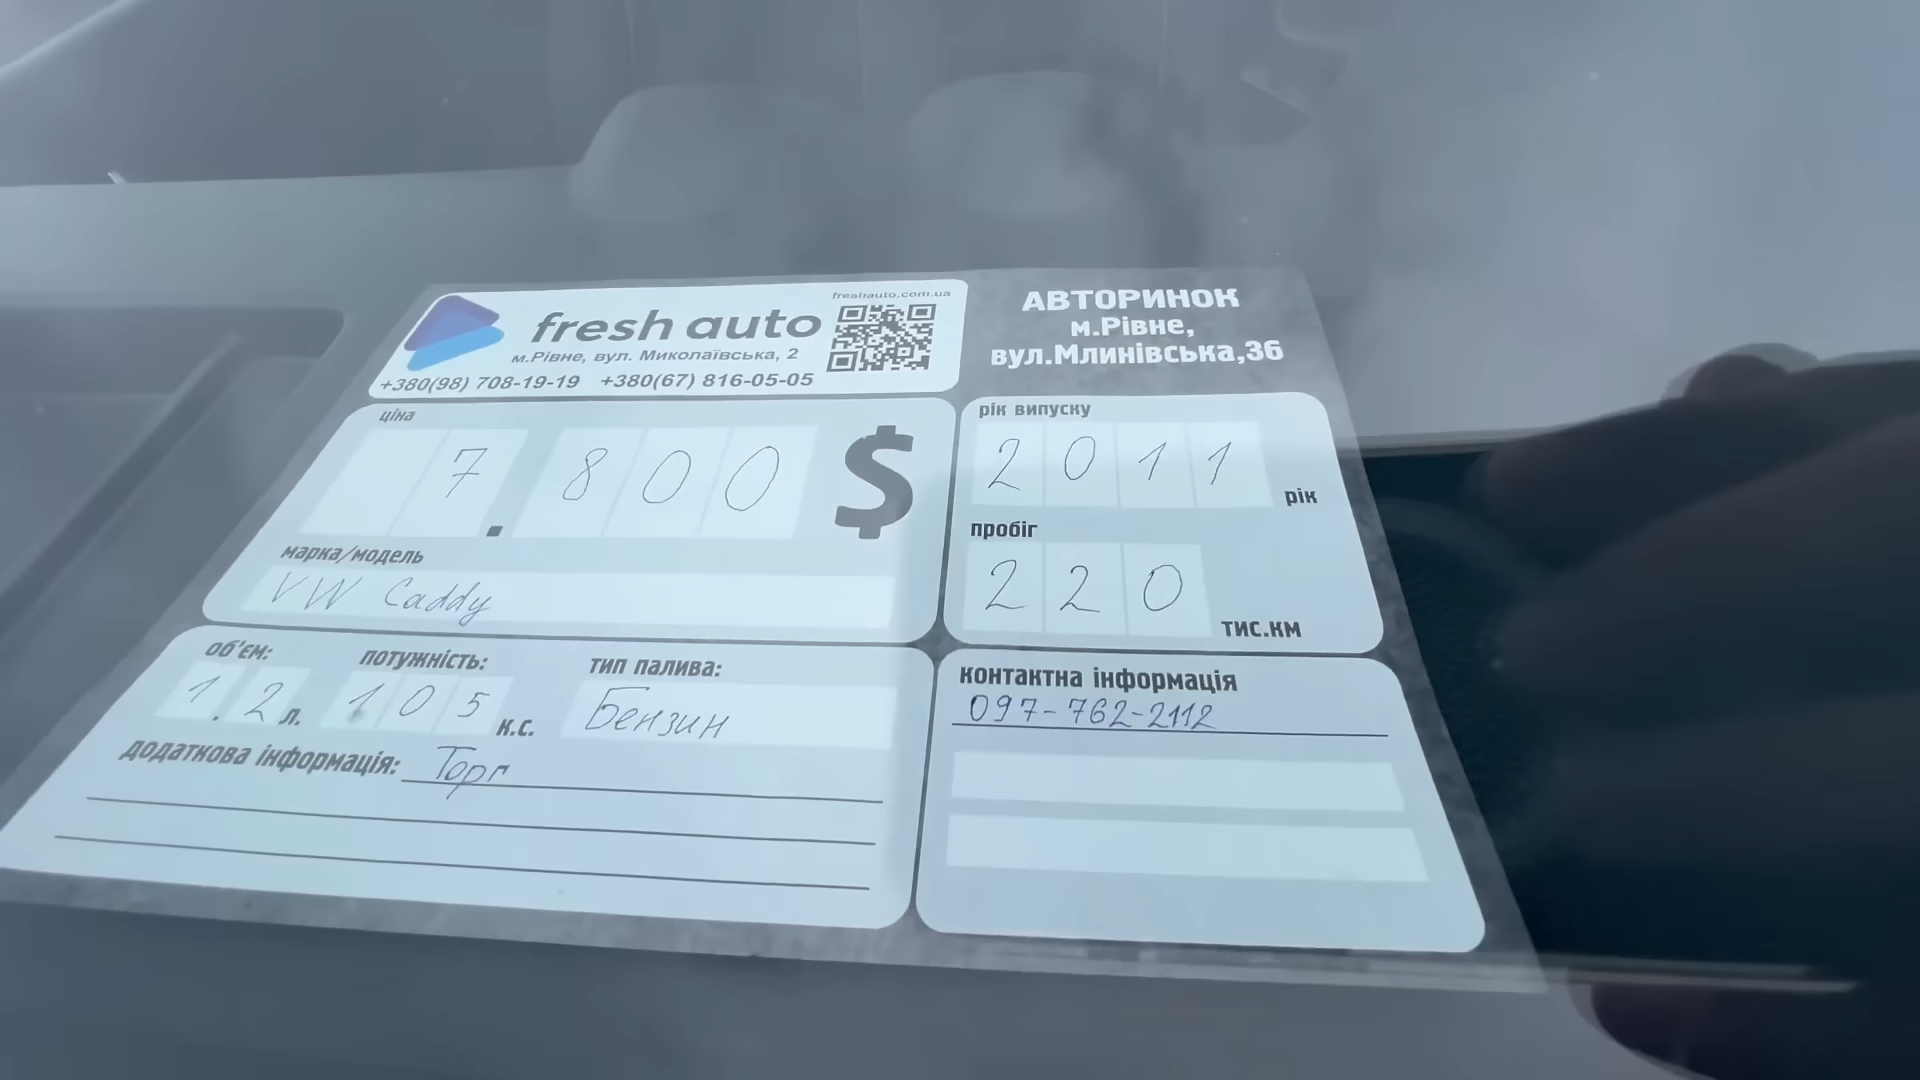 freshauto.com.ua
fresh auto
м.Рівне, вул. Миколаївська, 2
+380(98) 708-19-19 +380(67) 816-05-05
АВТОРИНОК
м.Рівне,
вул.Млинівська,36
ціна
7.800 $
марка/модель
VW Caddy
рік випуску
2011 рік
пробіг
220 тис.км
об'єм:
1.2 л.
потужність:
105 к.с.
тип палива:
Бензин
додаткова інформація: Торг
контактна інформація
097-762-2112